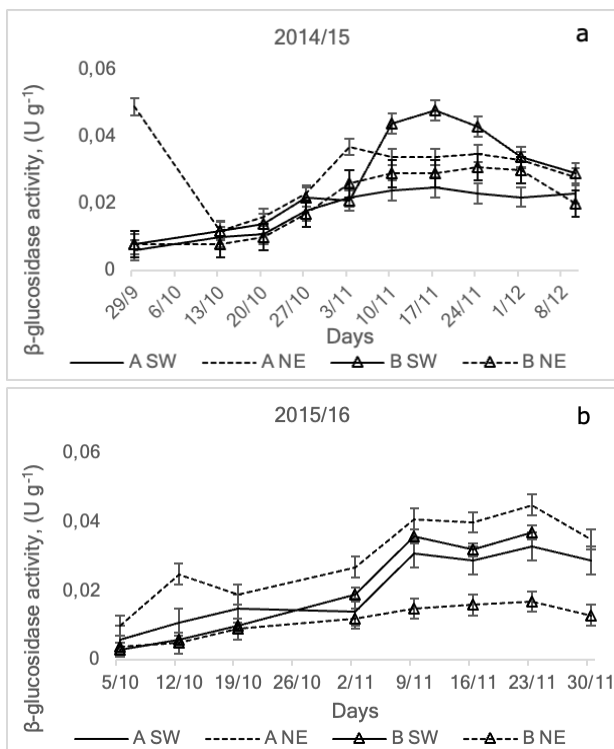 2014/15
a
β-glucosidase activity, (U g⁻¹)
0,06
0,04
0,02
0
29/9 6/10 13/10 20/10 27/10 3/11 10/11 17/11 24/11 1/12 8/12
Days
A SW A NE B SW B NE
2015/16
b
β-glucosidase activity, (U g⁻¹)
0,06
0,04
0,02
0
5/10 12/10 19/10 26/10 2/11 9/11 16/11 23/11 30/11
Days
A SW A NE B SW B NE